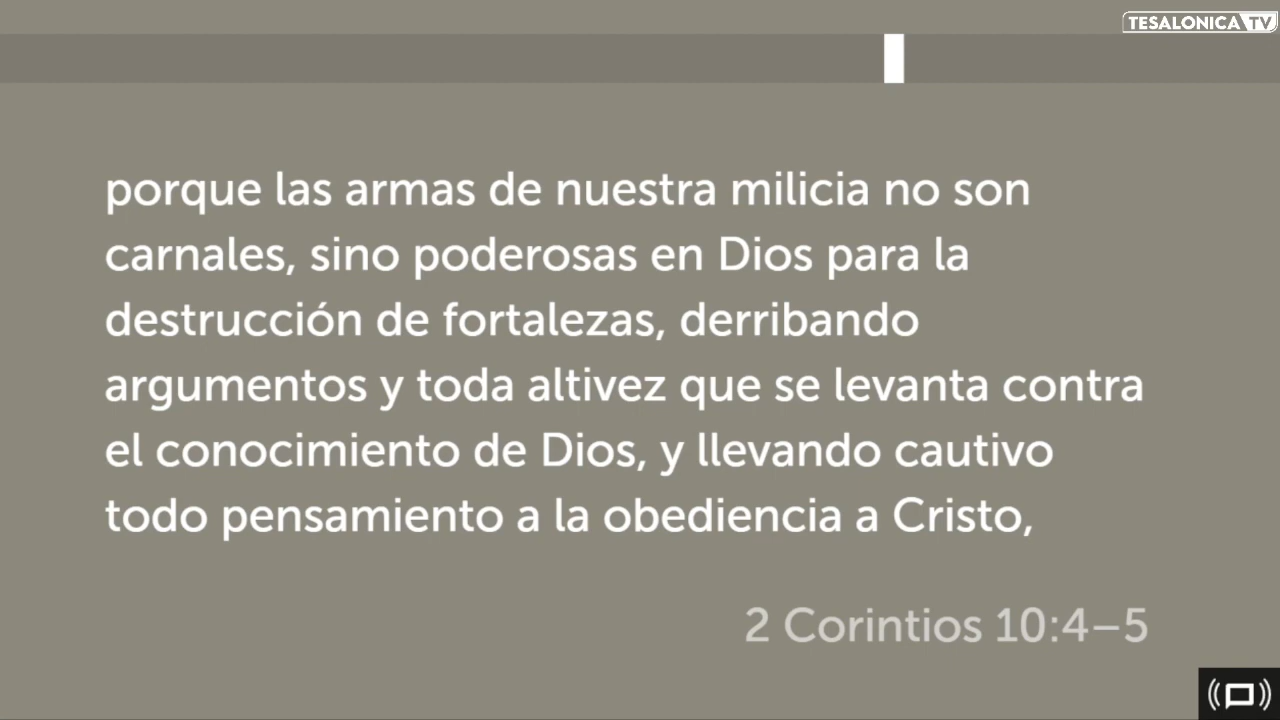 TESALONICA TV
porque las armas de nuestra milicia no son
carnales, sino poderosas en Dios para la
destrucción de fortalezas, derribando
argumentos y toda altivez que se levanta contra
el conocimiento de Dios, y llevando cautivo
todo pensamiento a la obediencia a Cristo,
2 Corintios 10:4–5